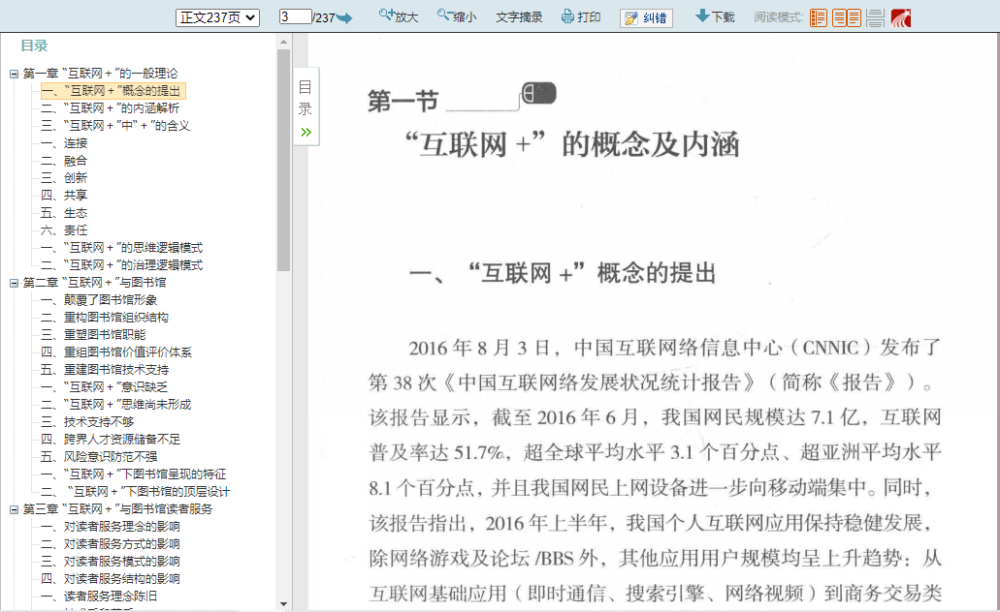 正文237页 3 /237 放大 缩小 文字摘录 打印 纠错 下载 阅读模式:
目录
第一章 “互联网+”的一般理论
一、“互联网+”概念的提出
二、“互联网+”的内涵解析
三、“互联网+”中“+”的含义
一、连接
二、融合
三、创新
四、共享
五、生态
六、责任
一、“互联网+”的思维逻辑模式
二、“互联网+”的治理逻辑模式
第二章 “互联网+”与图书馆
一、颠覆了图书馆形象
二、重构图书馆组织结构
三、重塑图书馆职能
四、重组图书馆价值评价体系
五、重建图书馆技术支持
一、“互联网+”意识缺乏
二、“互联网+”思维尚未形成
三、技术支持不够
四、跨界人才资源储备不足
五、风险意识防范不强
一、“互联网+”下图书馆呈现的特征
二、 “互联网+”下图书馆的顶层设计
第三章 “互联网+”与图书馆读者服务
一、对读者服务理念的影响
二、对读者服务方式的影响
三、对读者服务模式的影响
四、对读者服务结构的影响
一、读者服务理念陈旧
目
录
第一节
“互联网+”的概念及内涵
一、“互联网+”概念的提出
2016年8月3日，中国互联网络信息中心（CNNIC）发布了
第38次《中国互联网络发展状况统计报告》（简称《报告》）。
该报告显示，截至2016年6月，我国网民规模达7.1亿，互联网
普及率达51.7%，超全球平均水平3.1个百分点、超亚洲平均水平
8.1个百分点，并且我国网民上网设备进一步向移动端集中。同时，
该报告指出，2016年上半年，我国个人互联网应用保持稳健发展，
除网络游戏及论坛/BBS外，其他应用用户规模均呈上升趋势：从
互联网基础应用（即时通信、搜索引擎、网络视频）到商务交易类